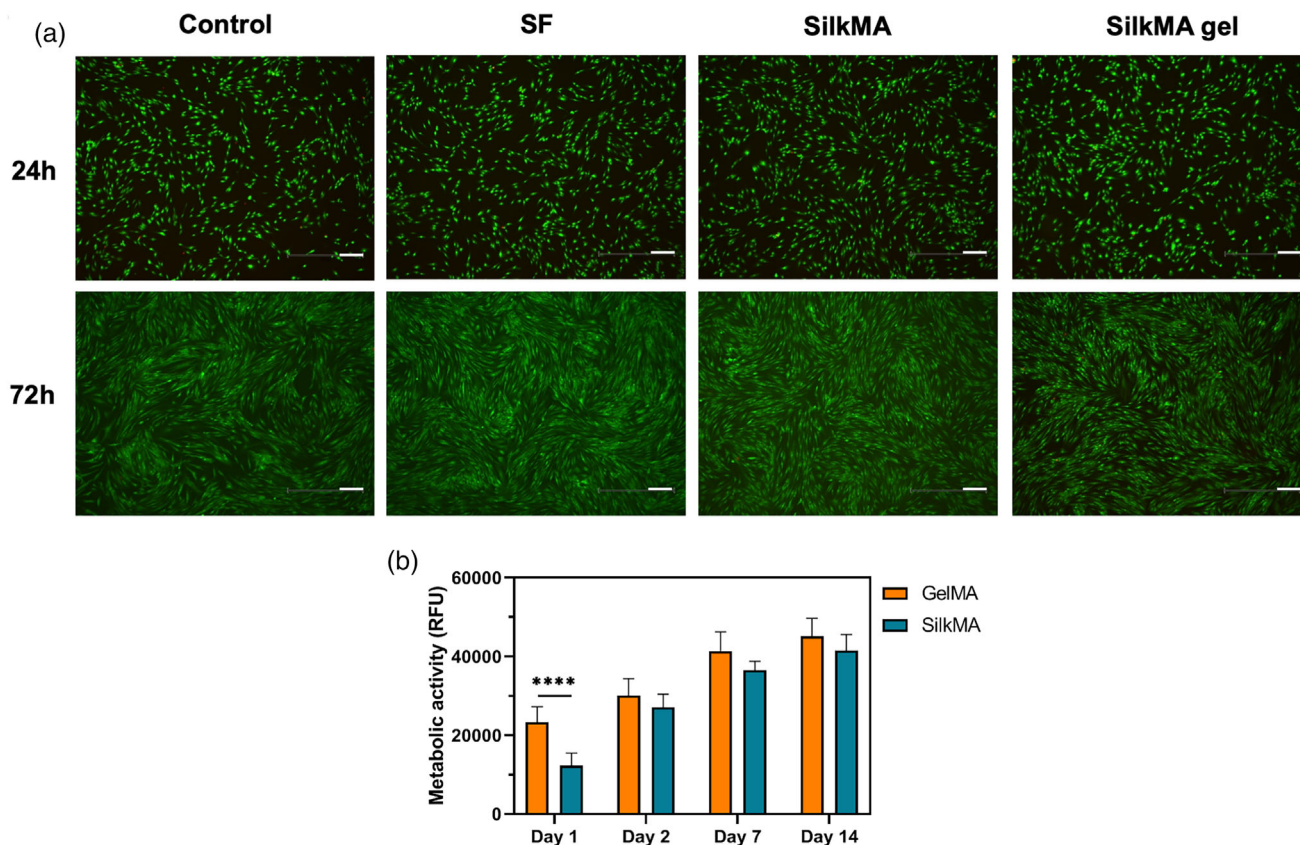 (a)
Control SF SilkMA SilkMA gel
24h
72h
(b)
Metabolic activity (RFU)
60000
40000
20000
0
****
Day 1 Day 2 Day 7 Day 14
GelMA
SilkMA